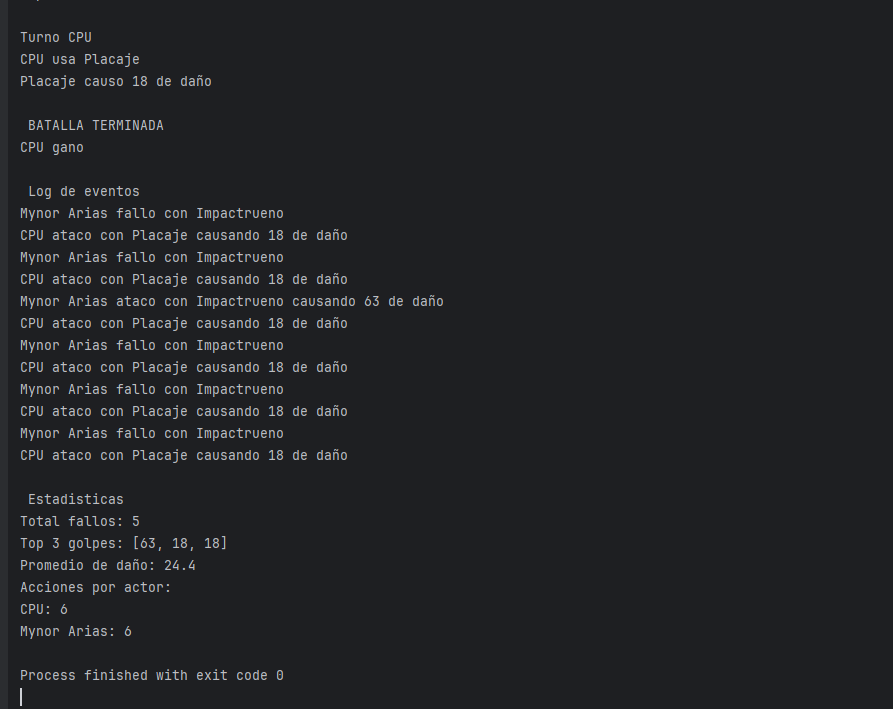 Turno CPU
CPU usa Placaje
Placaje causo 18 de daño
BATALLA TERMINADA
CPU gano
Log de eventos
Mynor Arias fallo con Impactrueno
CPU ataco con Placaje causando 18 de daño
Mynor Arias fallo con Impactrueno
CPU ataco con Placaje causando 18 de daño
Mynor Arias ataco con Impactrueno causando 63 de daño
CPU ataco con Placaje causando 18 de daño
Mynor Arias fallo con Impactrueno
CPU ataco con Placaje causando 18 de daño
Mynor Arias fallo con Impactrueno
CPU ataco con Placaje causando 18 de daño
Mynor Arias fallo con Impactrueno
CPU ataco con Placaje causando 18 de daño
Estadisticas
Total fallos: 5
Top 3 golpes: [63, 18, 18]
Promedio de daño: 24.4
Acciones por actor:
CPU: 6
Mynor Arias: 6
Process finished with exit code 0